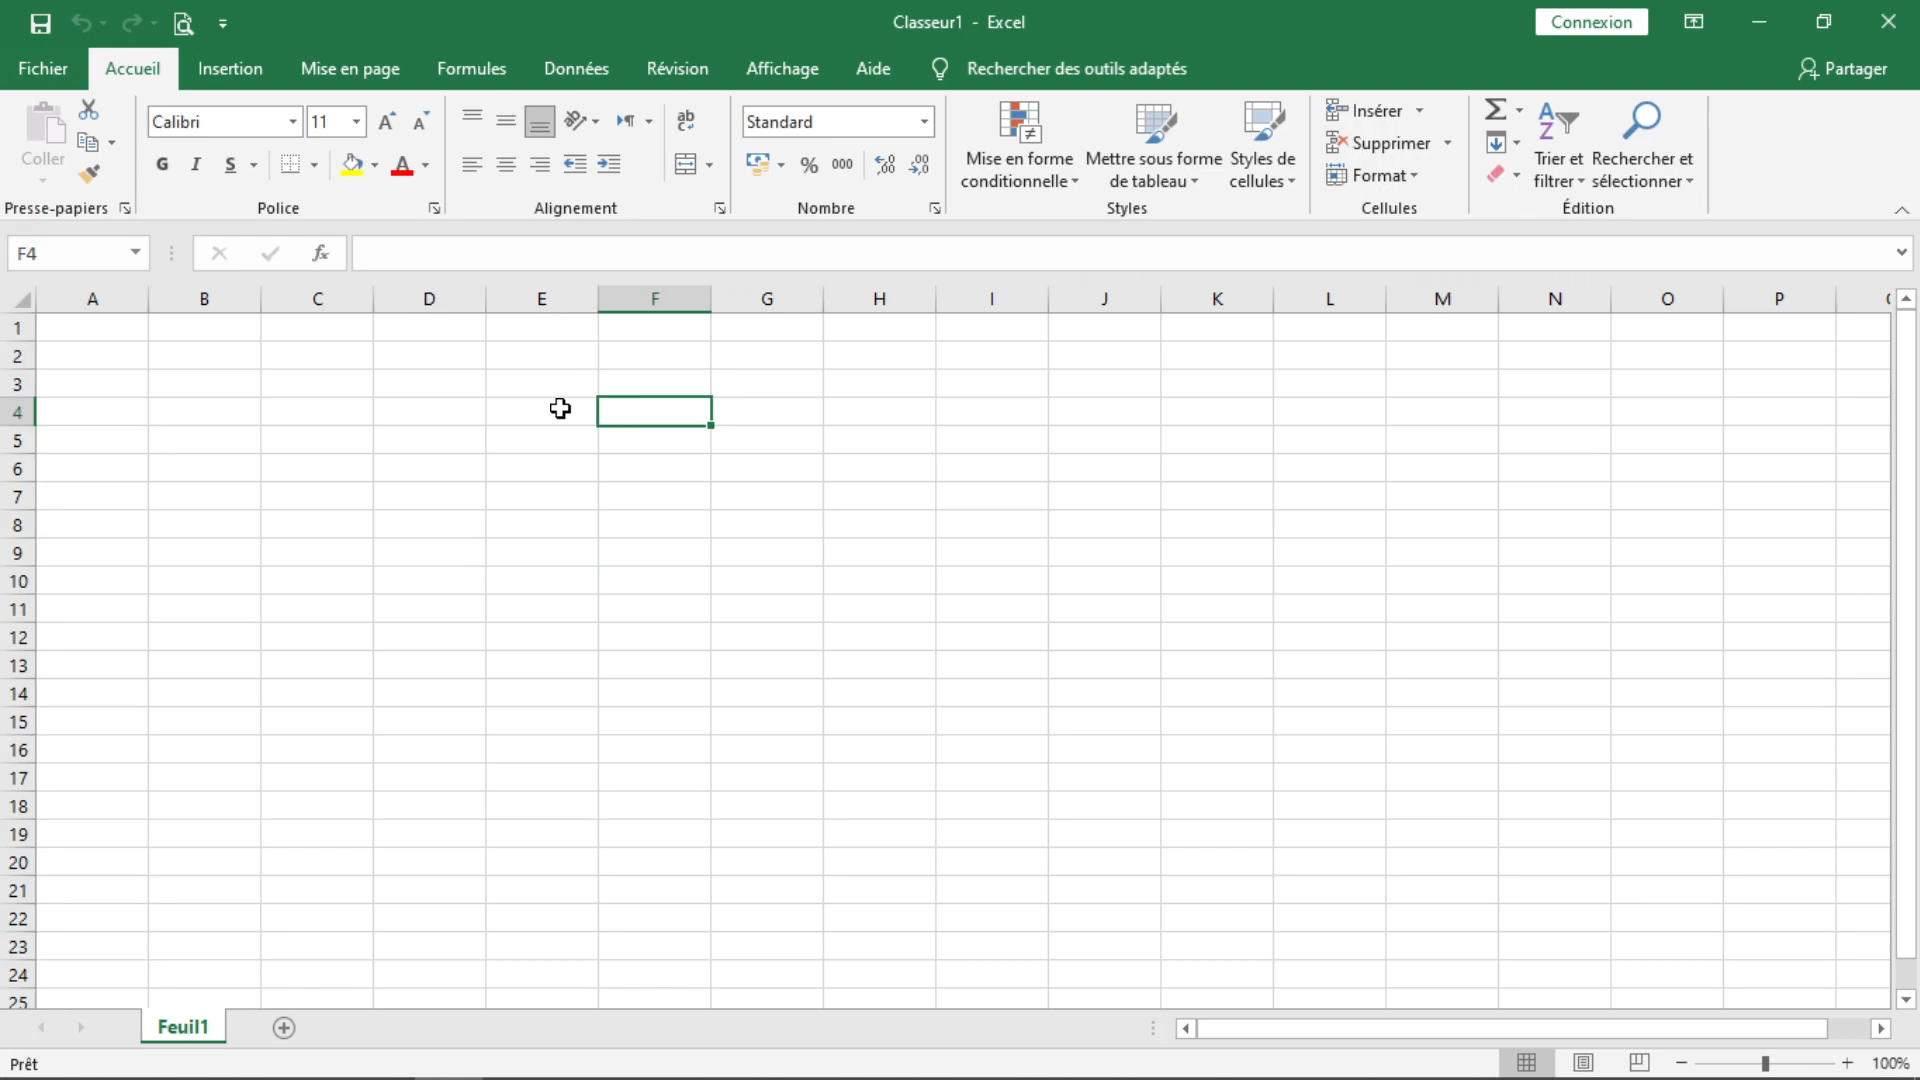 Classeur1 - Excel
Connexion
Fichier
Accueil
Insertion
Mise en page
Formules
Données
Révision
Affichage
Aide
Rechercher des outils adaptés
Partager
Coller
Presse-papiers
Calibri
11
A A
G I S
A
Police
ab
Alignement
Standard
% 000
Nombre
Mise en forme
conditionnelle
Mettre sous forme
de tableau
Styles de
cellules
Styles
Insérer
Supprimer
Format
Cellules
Σ
A
Z
Trier et
filtrer
Rechercher et
sélectionner
Édition
F4
fx
A B C D E F G H I J K L M N O P
1
2
3
4
5
6
7
8
9
10
11
12
13
14
15
16
17
18
19
20
21
22
23
24
25
Feuil1
Prêt
100%